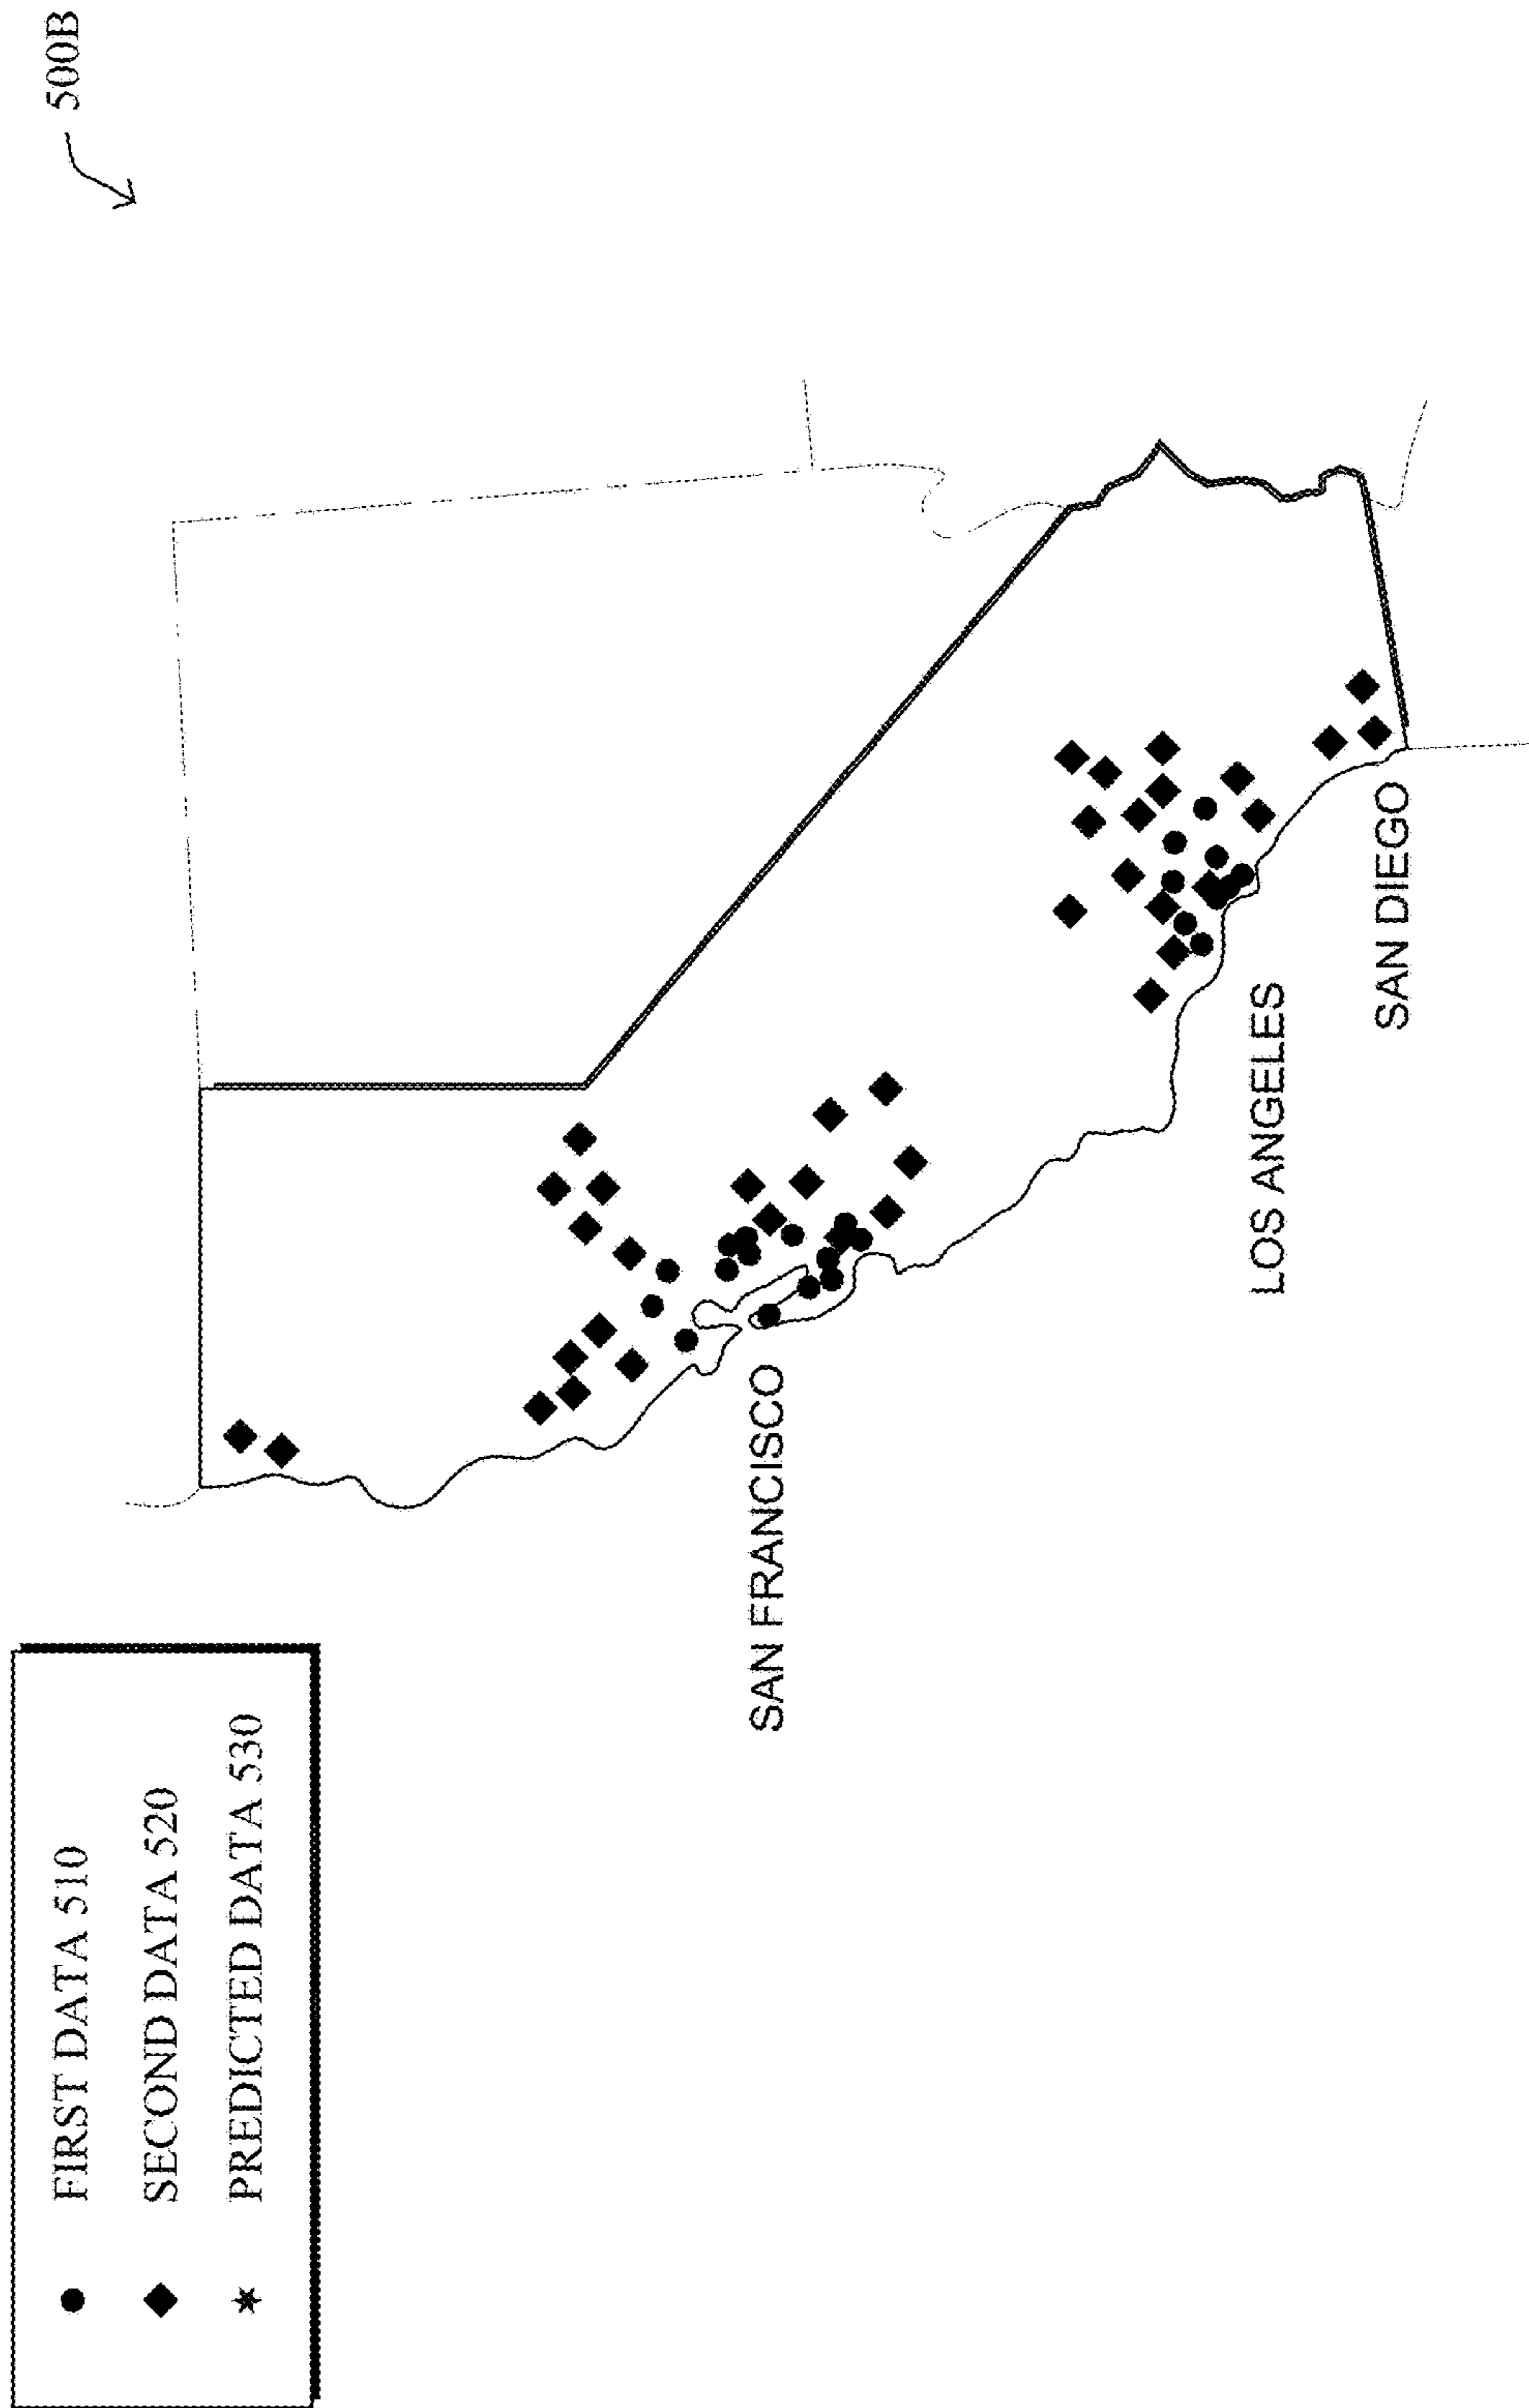 500B
FIRST DATA 510
SECOND DATA 520
PREDICTED DATA 530
SAN FRANCISCO
LOS ANGELES
SAN DIEGO